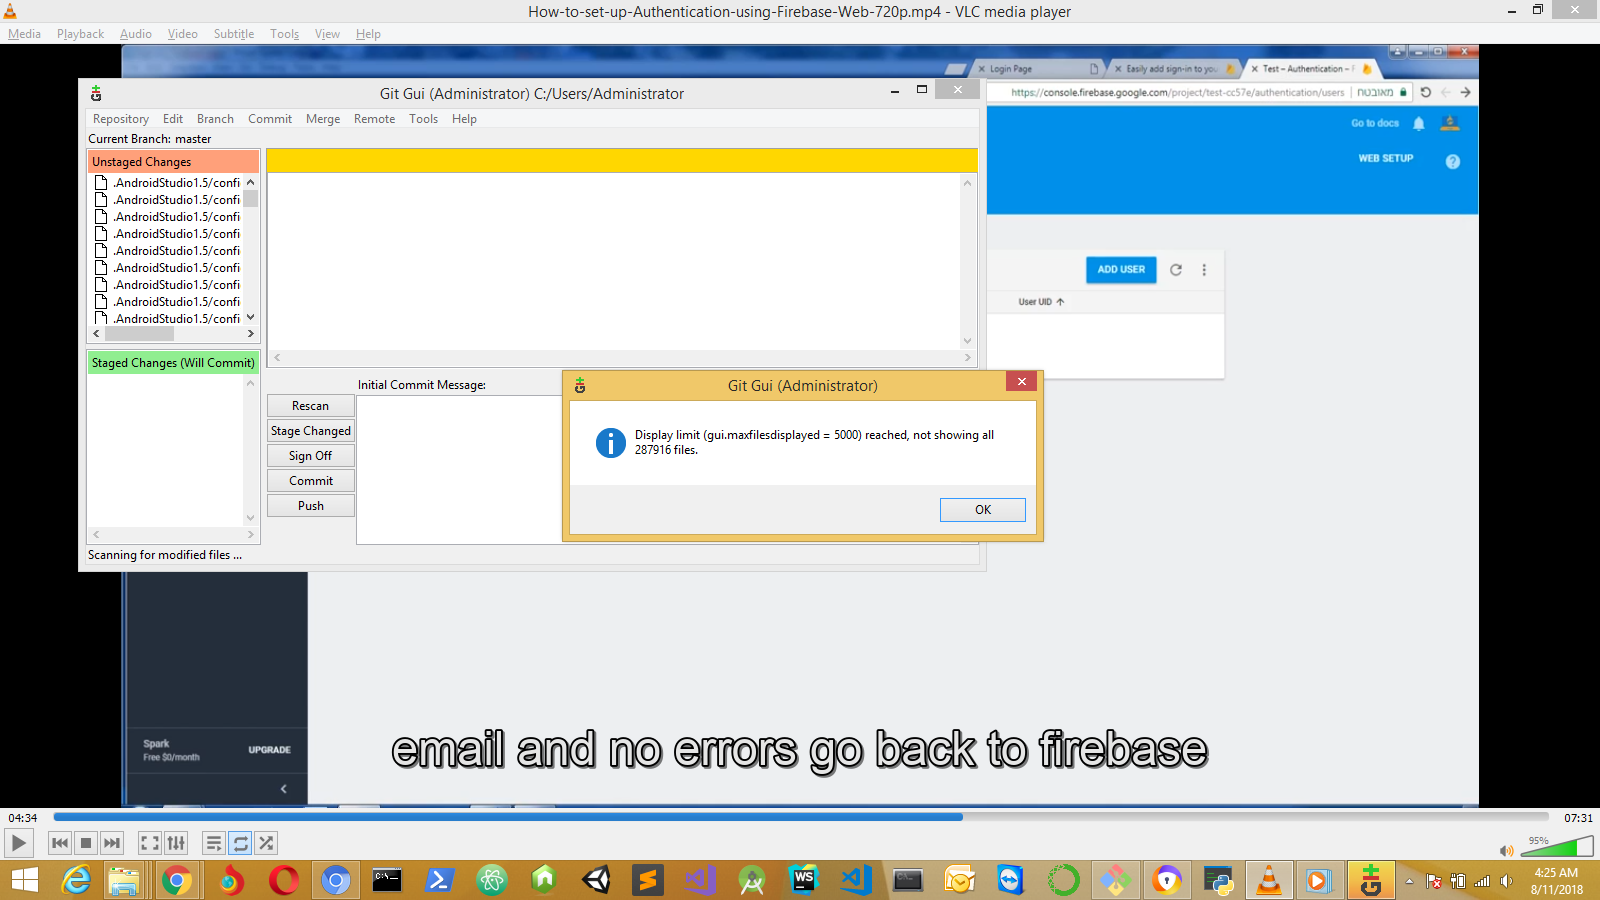 How-to-set-up-Authentication-using-Firebase-Web-720p.mp4 - VLC media player
Media Playback Audio Video Subtitle Tools View Help
Login Page
Easily add sign-in to you
Test – Authentication – F
https://console.firebase.google.com/project/test-cc57e/authentication/users
מאובטח
Go to docs
WEB SETUP
ADD USER
User UID
Git Gui (Administrator) C:/Users/Administrator
Repository Edit Branch Commit Merge Remote Tools Help
Current Branch: master
Unstaged Changes
.AndroidStudio1.5/confi
.AndroidStudio1.5/confi
.AndroidStudio1.5/confi
.AndroidStudio1.5/confi
.AndroidStudio1.5/confi
.AndroidStudio1.5/confi
.AndroidStudio1.5/confi
.AndroidStudio1.5/confi
.AndroidStudio1.5/confi
Staged Changes (Will Commit)
Initial Commit Message:
Rescan
Stage Changed
Sign Off
Commit
Push
Scanning for modified files ...
Git Gui (Administrator)
Display limit (gui.maxfilesdisplayed = 5000) reached, not showing all
287916 files.
OK
Spark
Free $0/month
UPGRADE
email and no errors go back to firebase
04:34
07:31
95%
4:25 AM
8/11/2018